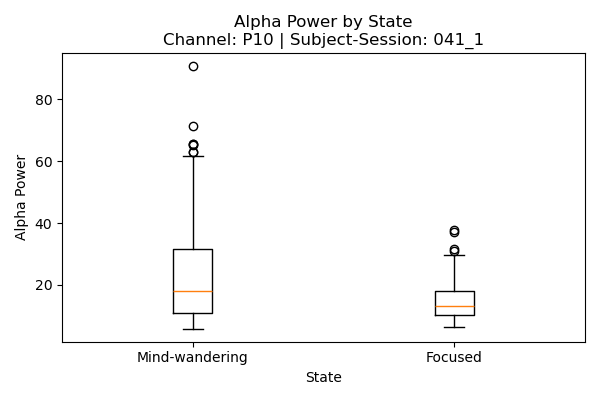 Alpha Power by State
Channel: P10 | Subject-Session: 041_1
Alpha Power
80
60
40
20
Mind-wandering
Focused
State